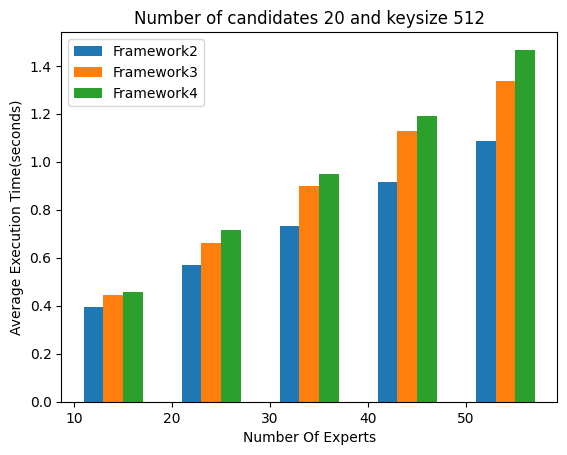 Number of candidates 20 and keysize 512
Framework2
Framework3
Framework4
Average Execution Time(seconds)
1.4
1.2
1.0
0.8
0.6
0.4
0.2
0.0
10 20 30 40 50
Number Of Experts